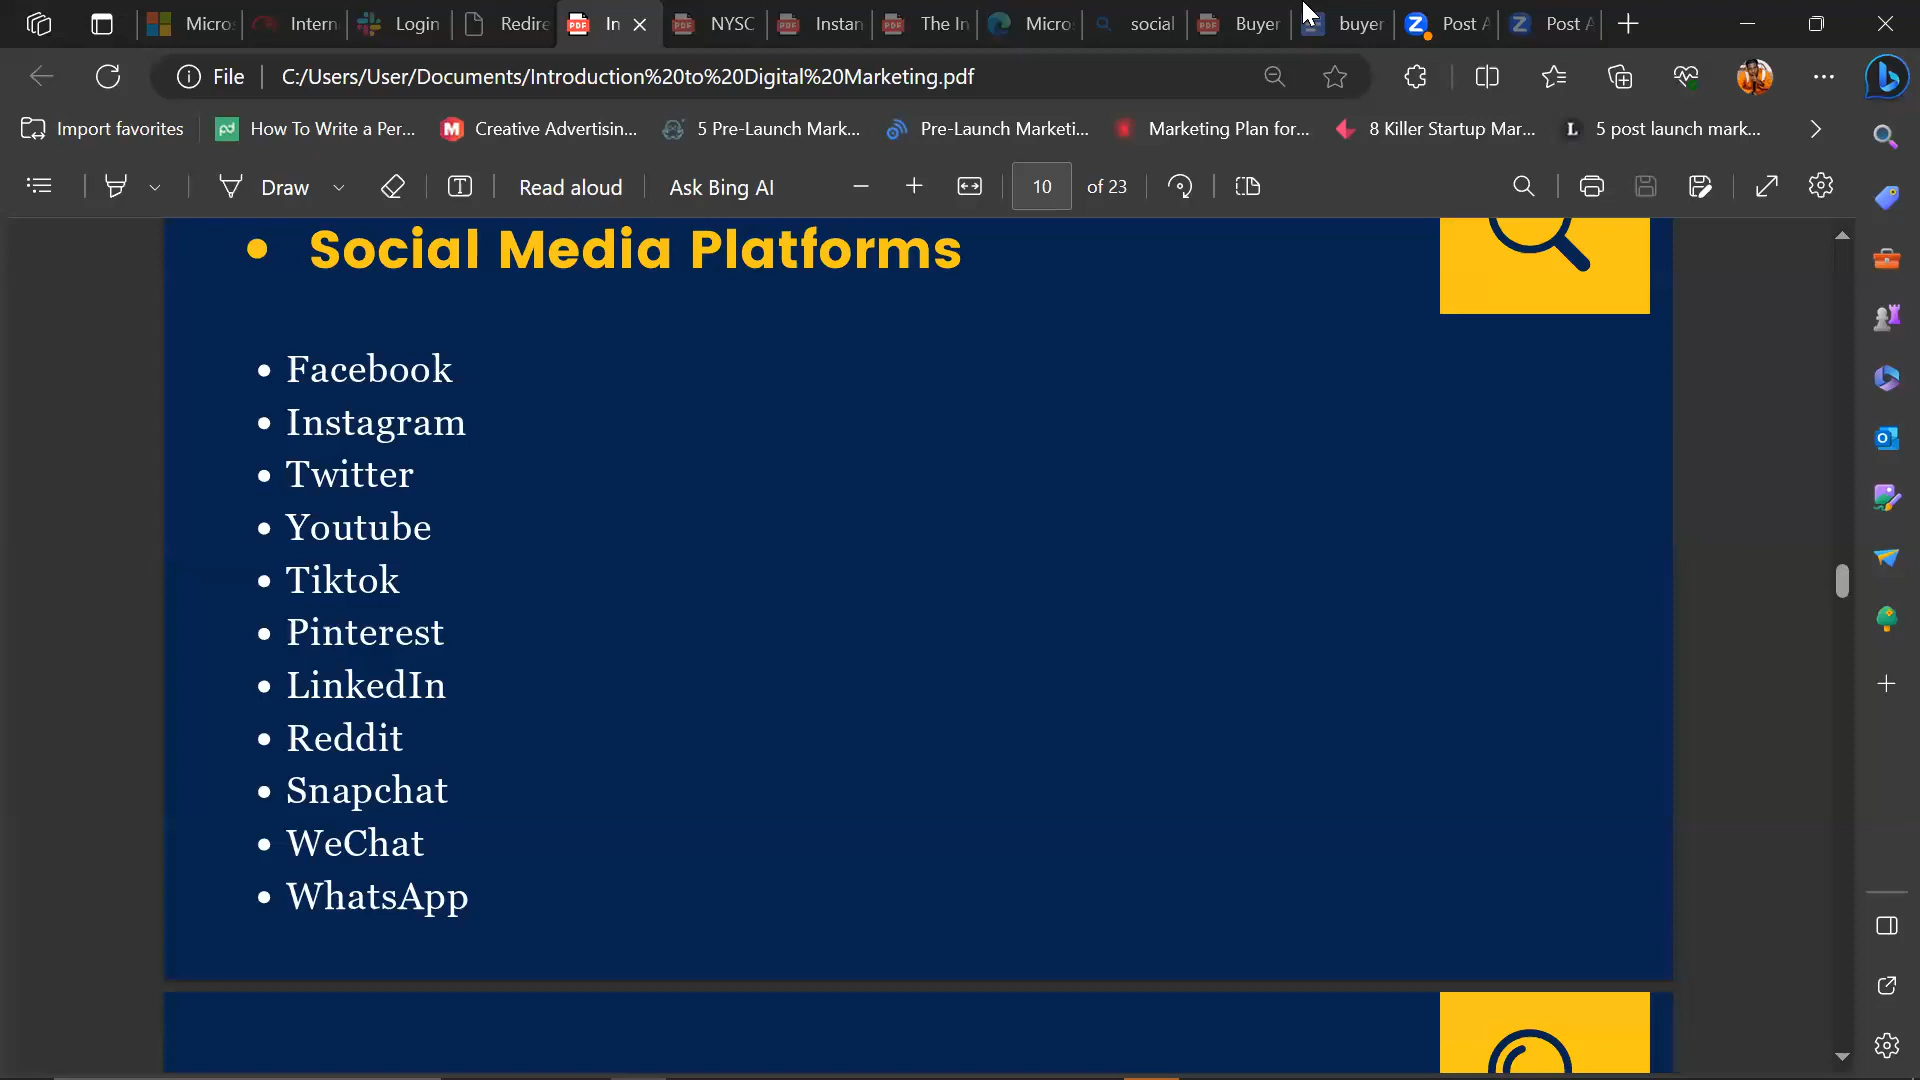 Micro
Intern
Login
Redire
In
NYSC
Instan
The In
Micro
social
Buyer
buyer
Post A
Post A
File
C:/Users/User/Documents/Introduction%20to%20Digital%20Marketing.pdf
Import favorites
How To Write a Per...
Creative Advertisin...
5 Pre-Launch Mark...
Pre-Launch Marketi...
Marketing Plan for...
8 Killer Startup Mar...
L 5 post launch mark...
Draw
Read aloud
Ask Bing AI
10 of 23
• Social Media Platforms
• Facebook
• Instagram
• Twitter
• Youtube
• Tiktok
• Pinterest
• LinkedIn
• Reddit
• Snapchat
• WeChat
• WhatsApp